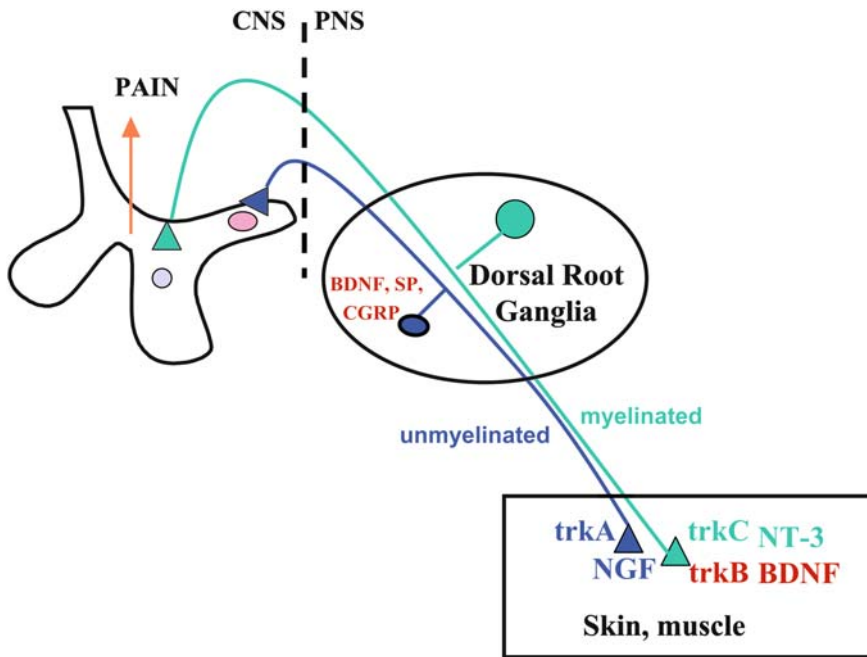 CNS PNS
PAIN
BDNF, SP,
CGRP
Dorsal Root
Ganglia
unmyelinated
myelinated
trkA
NGF
trkC NT-3
trkB BDNF
Skin, muscle